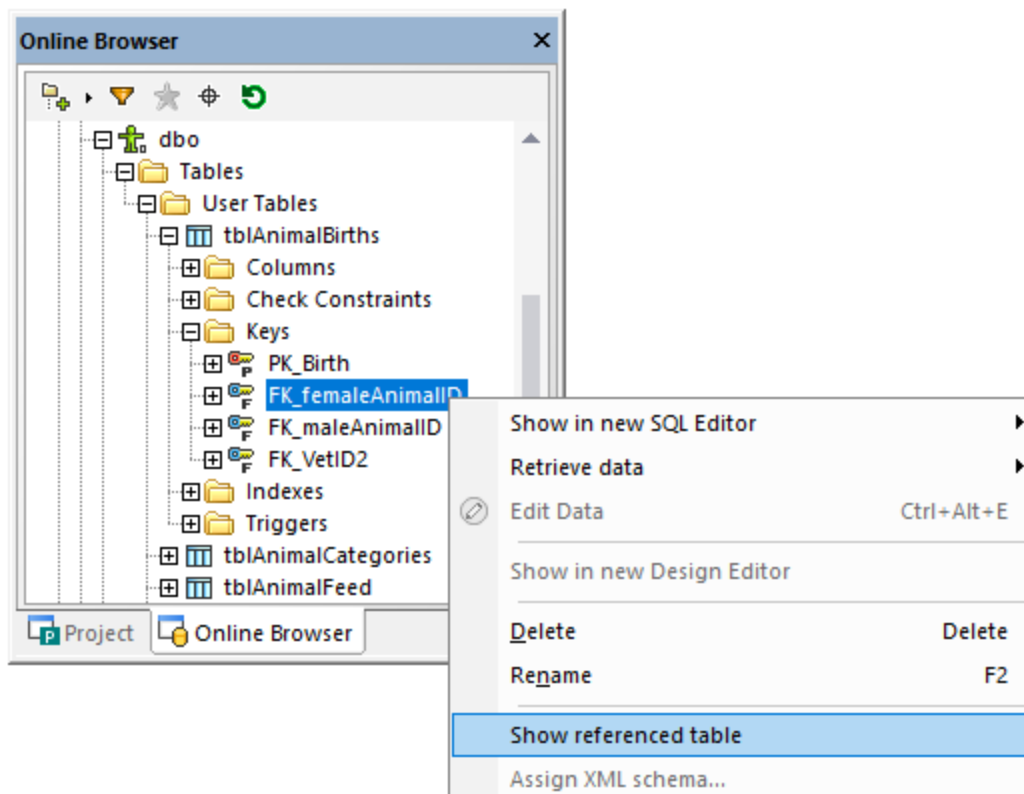 Online Browser
dbo
Tables
User Tables
tblAnimalBirths
Columns
Check Constraints
Keys
PK_Birth
FK_femaleAnimalID
FK_maleAnimalID
FK_VetID2
Indexes
Triggers
tblAnimalCategories
tblAnimalFeed
Project
Online Browser
Show in new SQL Editor
Retrieve data
Edit Data Ctrl+Alt+E
Show in new Design Editor
Delete Delete
Rename F2
Show referenced table
Assign XML schema...